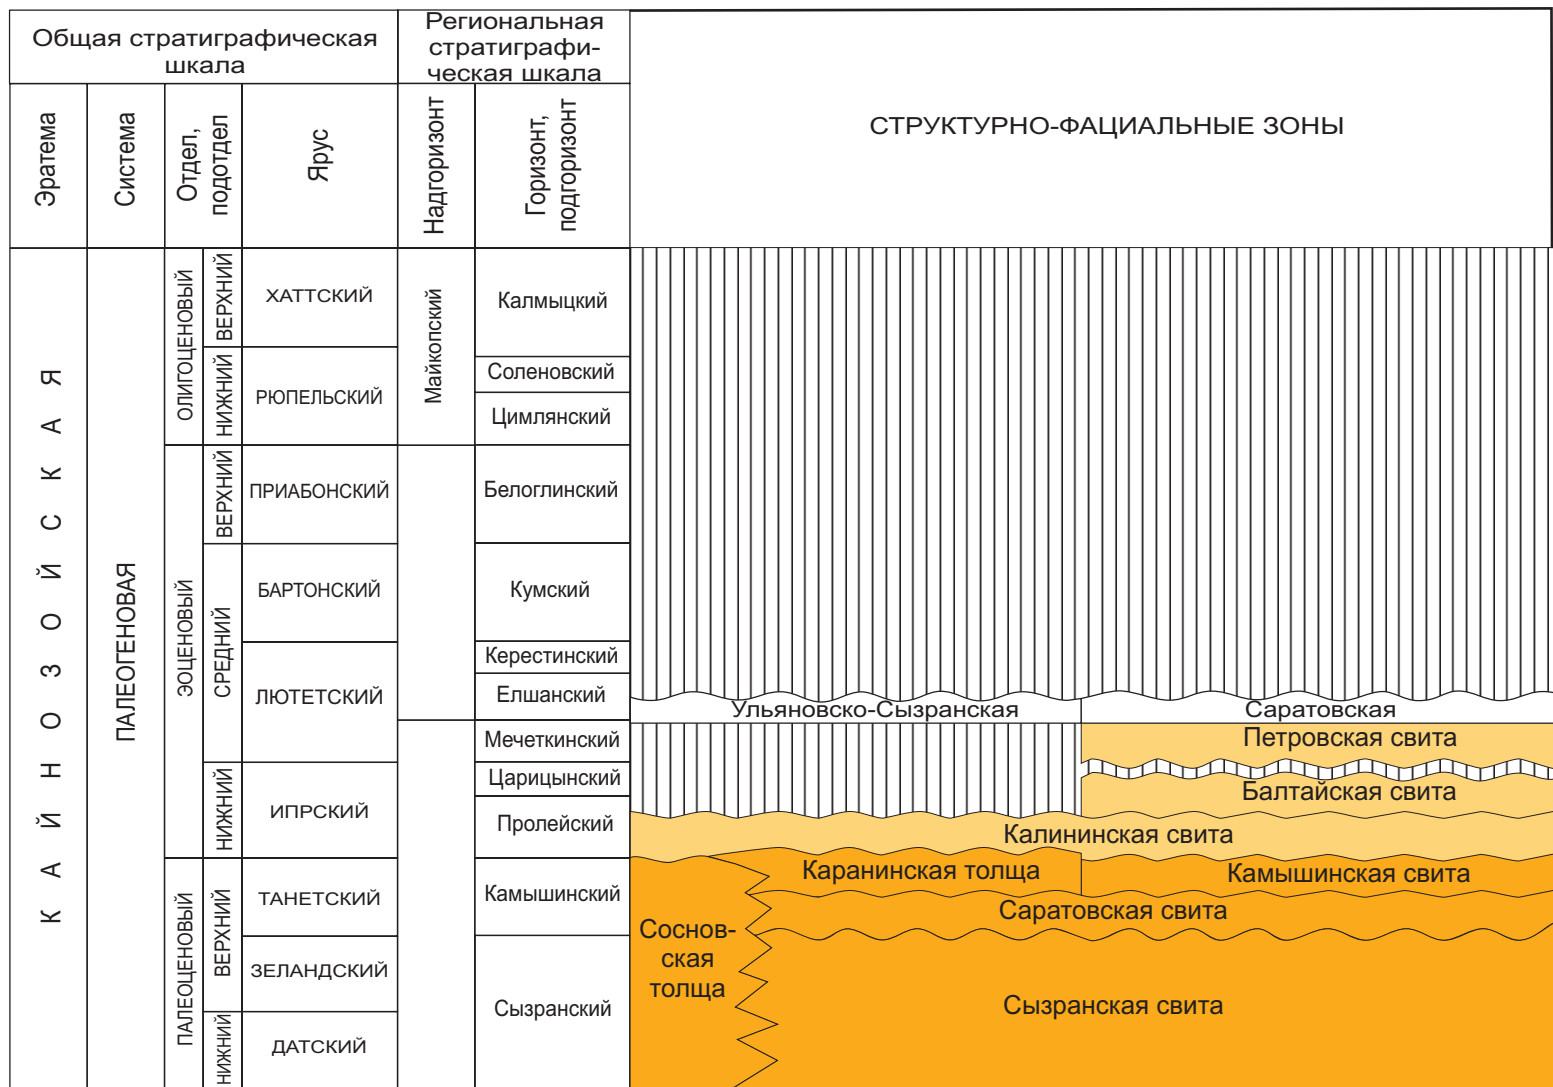 Общая стратиграфическая
шкала
Региональная
стратиграфи-
ческая шкала
СТРУКТУРНО-ФАЦИАЛЬНЫЕ ЗОНЫ
Эратема
Система
Отдел,
подотдел
Ярус
Надгоризонт
Горизонт,
подгоризонт
КАЙНОЗОЙСКАЯ
ПАЛЕОГЕНОВАЯ
ОЛИГОЦЕНОВЫЙ
ВЕРХНИЙ
ХАТТСКИЙ
Майкопский
Калмыцкий
НИЖНИЙ
РЮПЕЛЬСКИЙ
Соленовский
Цимлянский
ЭОЦЕНОВЫЙ
ВЕРХНИЙ
ПРИАБОНСКИЙ
Белоглинский
СРЕДНИЙ
БАРТОНСКИЙ
Кумский
ЛЮТЕТСКИЙ
Керестинский
Елшанский
Ульяновско-Сызранская
Саратовская
Мечеткинский
Петровская свита
НИЖНИЙ
ИПРСКИЙ
Царицынский
Балтайская свита
Пролейский
Калининская свита
ПАЛЕОЦЕНОВЫЙ
ВЕРХНИЙ
ТАНЕТСКИЙ
Камышинский
Каранинская толща
Камышинская свита
Саратовская свита
Соснов-
ская
толща
ЗЕЛАНДСКИЙ
Сызранский
Сызранская свита
НИЖНИЙ
ДАТСКИЙ